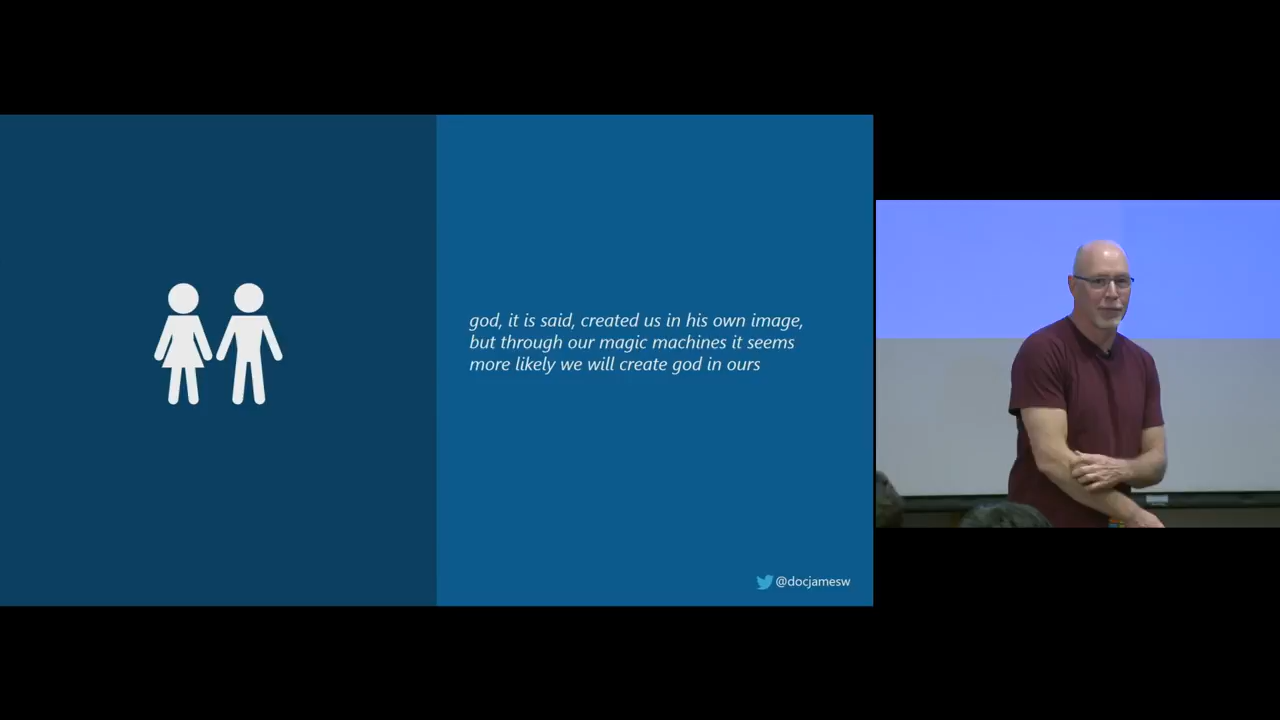 god, it is said, created us in his own image,
but through our magic machines it seems
more likely we will create god in ours
@docjamesw